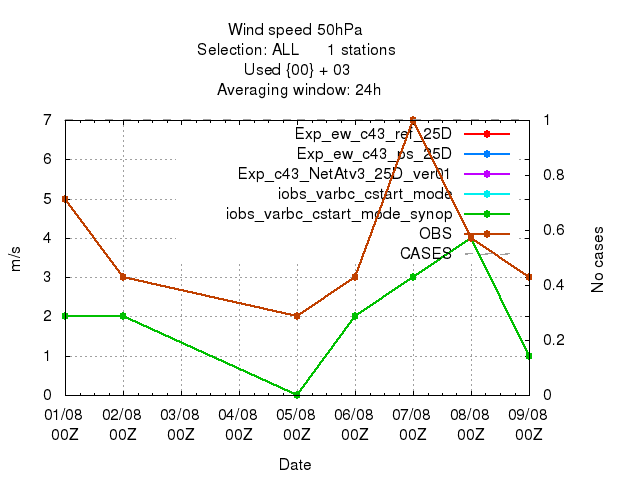 Wind speed 50hPa
Selection: ALL 1 stations
Used {00} + 03
Averaging window: 24h
7 1
Exp_ew_c43_ref_25D
6
Exp_ew_c43_ps_25D
Exp_c43_NetAtv3_25D_ver01
0.8
iobs_varbc_cstart_mode
5
iobs_varbc_cstart_mode_synop
OBS
0.6
4
CASES
m/s
No cases
3
0.4
2
0.2
1
0 0
01/08 02/08 03/08 04/08 05/08 06/08 07/08 08/08 09/08
00Z 00Z 00Z 00Z 00Z 00Z 00Z 00Z 00Z
Date